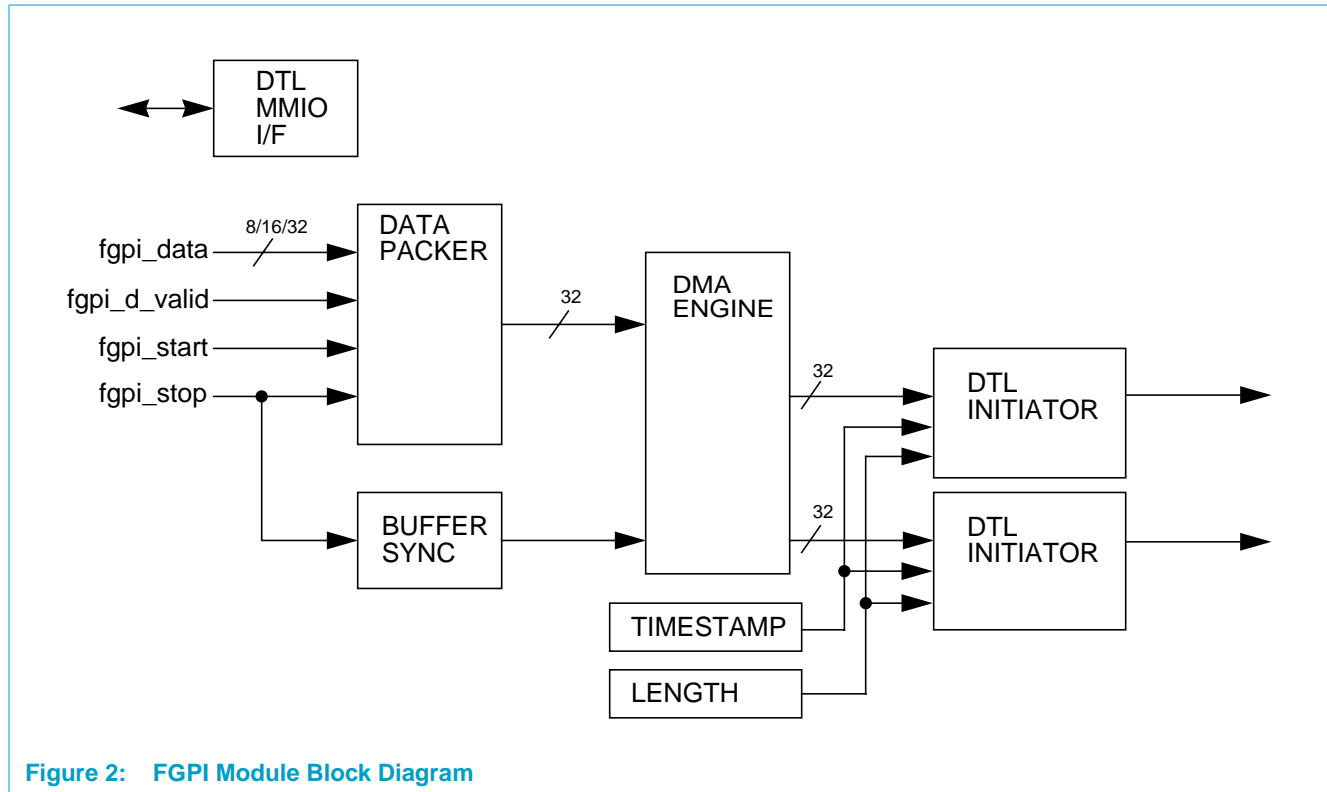 DTL
MMIO
I/F
8/16/32
fgpi_data
fgpi_d_valid
fgpi_start
fgpi_stop
DATA
PACKER
32
DMA
ENGINE
32
DTL
INITIATOR
BUFFER
SYNC
32
DTL
INITIATOR
TIMESTAMP
LENGTH
Figure 2: FGPI Module Block Diagram